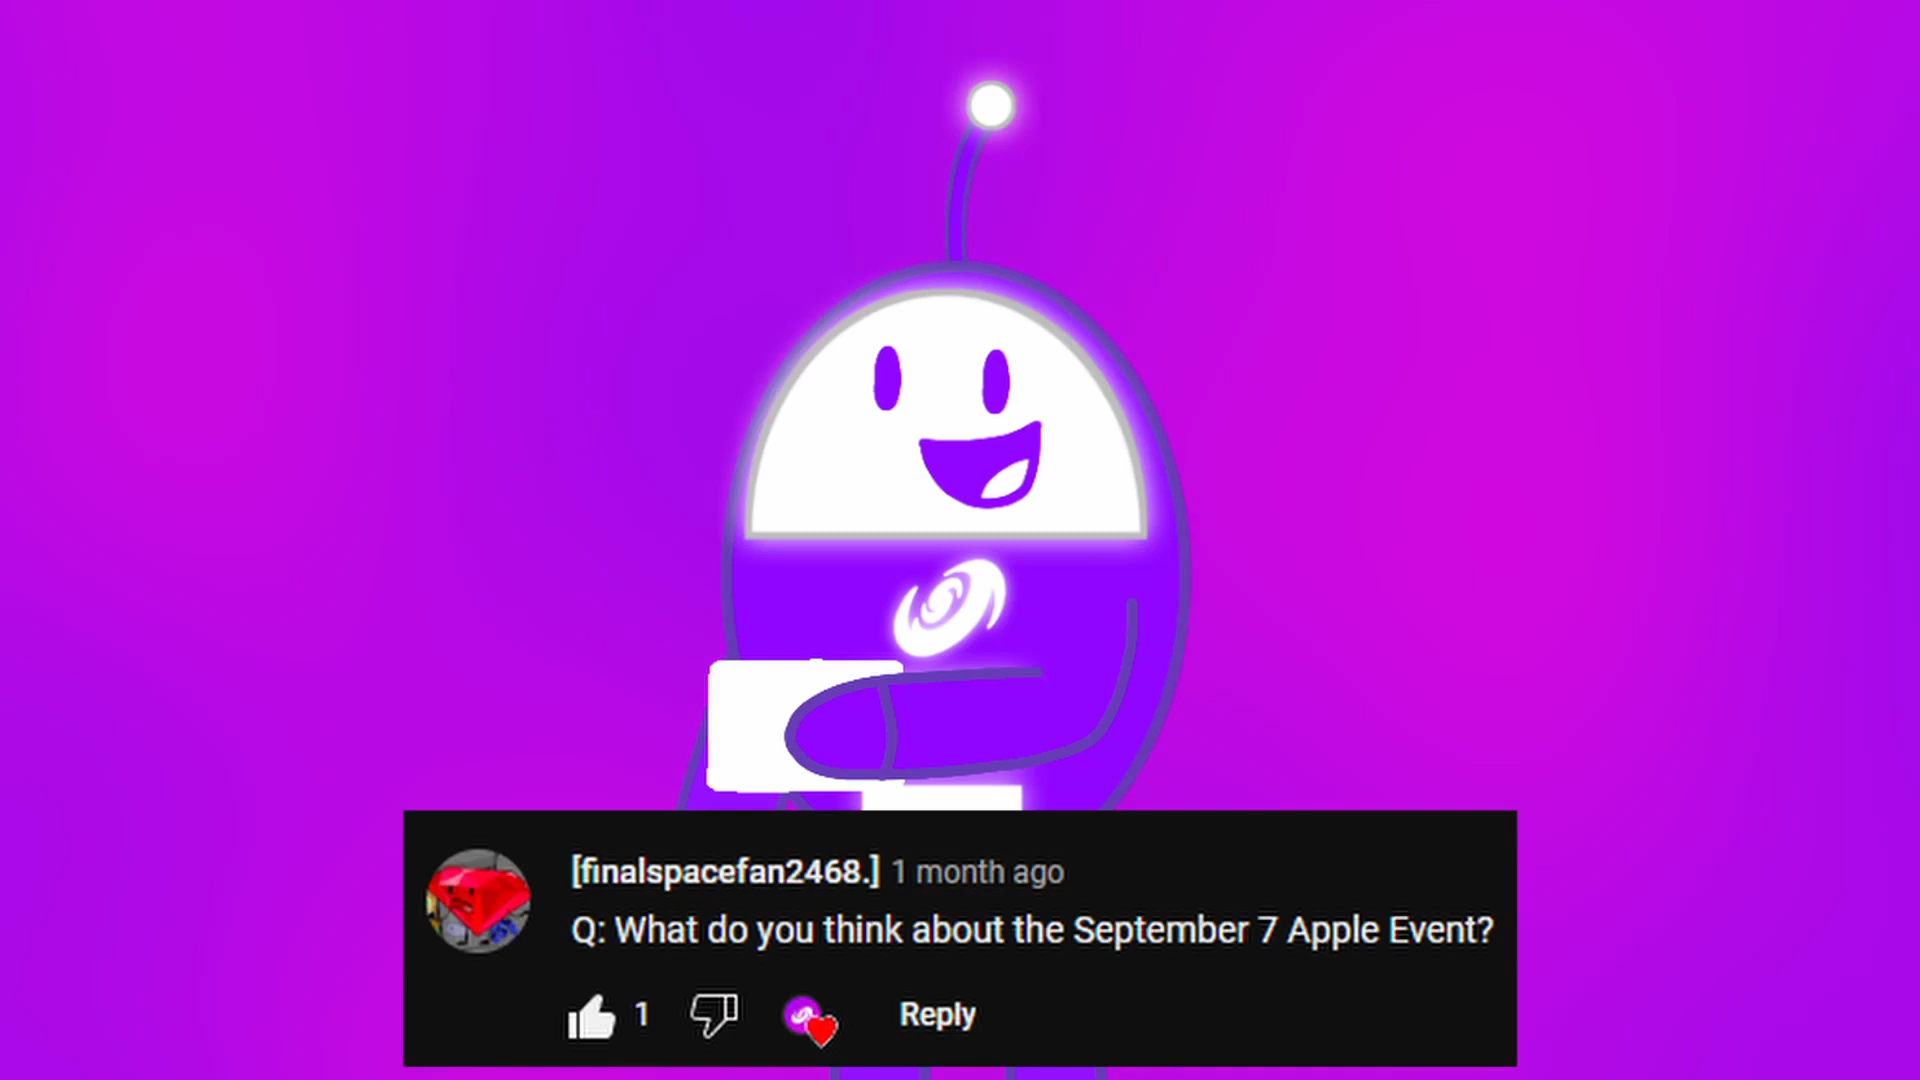 [finalspacefan2468.] 1 month ago
Q: What do you think about the September 7 Apple Event?
1 Reply